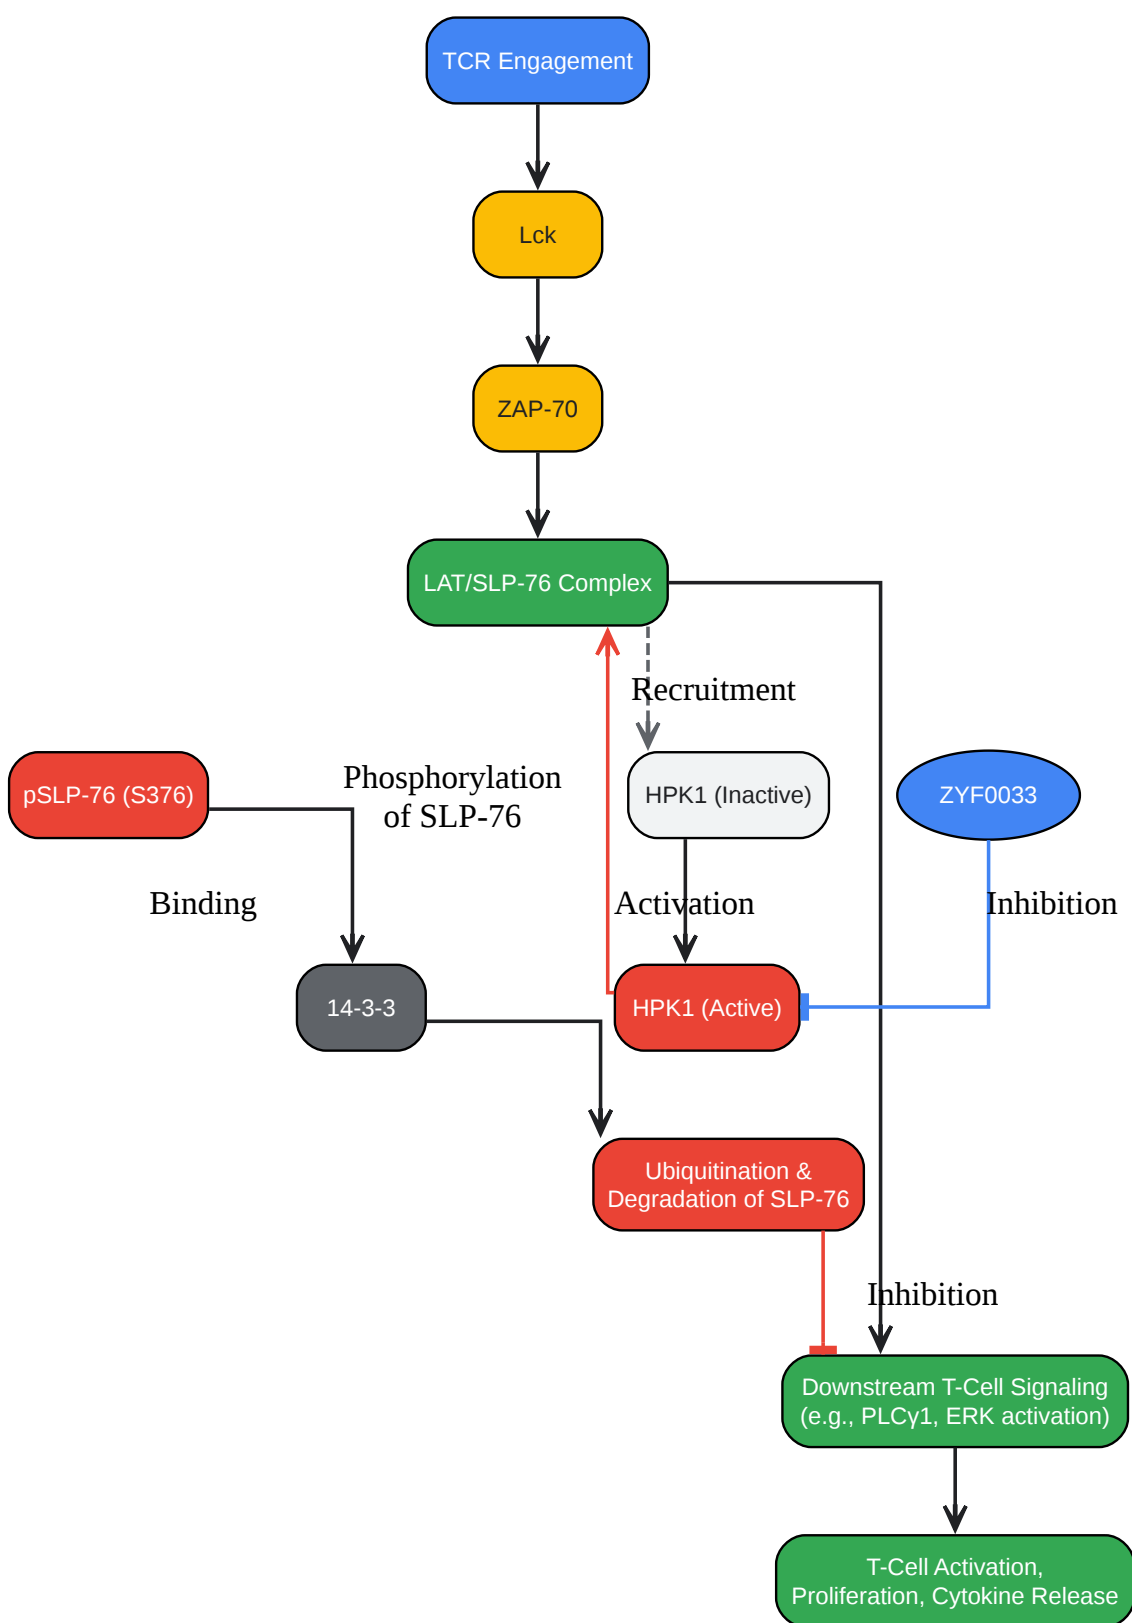 TCR Engagement
Lck
ZAP-70
LAT/SLP-76 Complex
Recruitment
pSLP-76 (S376)
Phosphorylation
of SLP-76
HPK1 (Inactive)
ZYF0033
Binding
Activation
Inhibition
14-3-3
HPK1 (Active)
Ubiquitination &
Degradation of SLP-76
Inhibition
Downstream T-Cell Signaling
(e.g., PLCγ1, ERK activation)
T-Cell Activation,
Proliferation, Cytokine Release